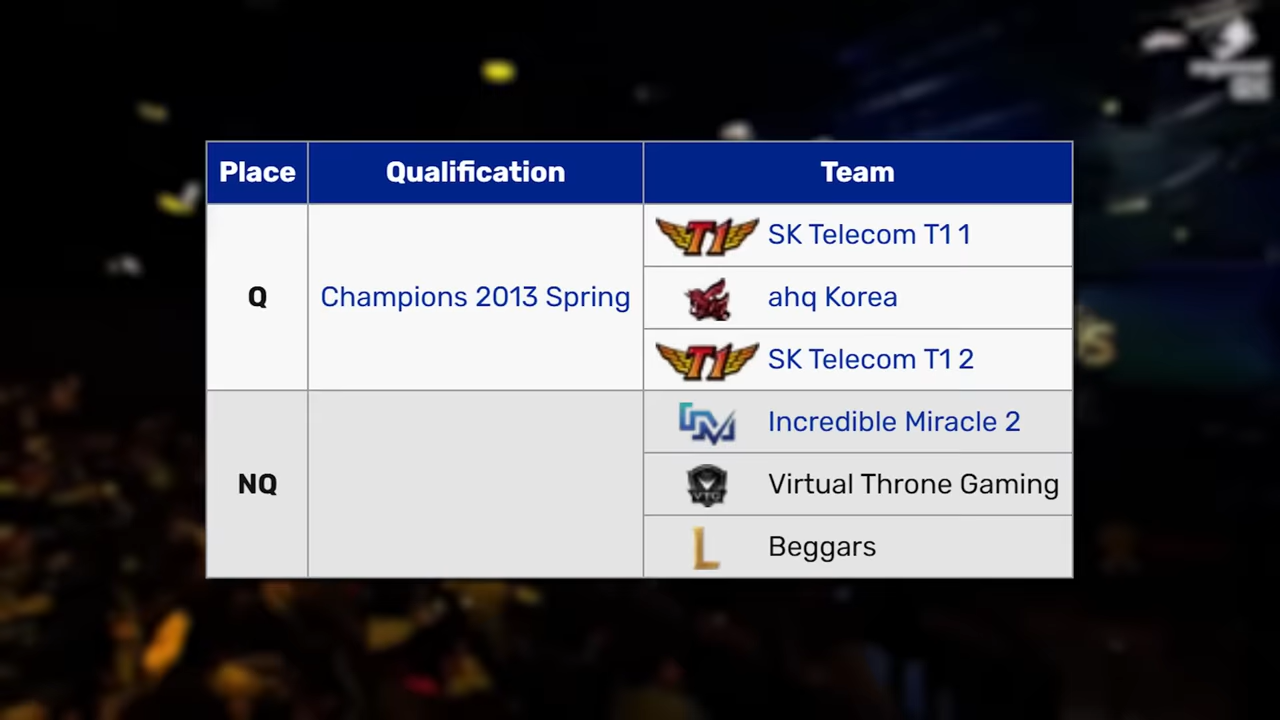 Place Qualification Team
Q Champions 2013 Spring
SK Telecom T1 1
ahq Korea
SK Telecom T1 2
NQ
Incredible Miracle 2
VTG Virtual Throne Gaming
L Beggars